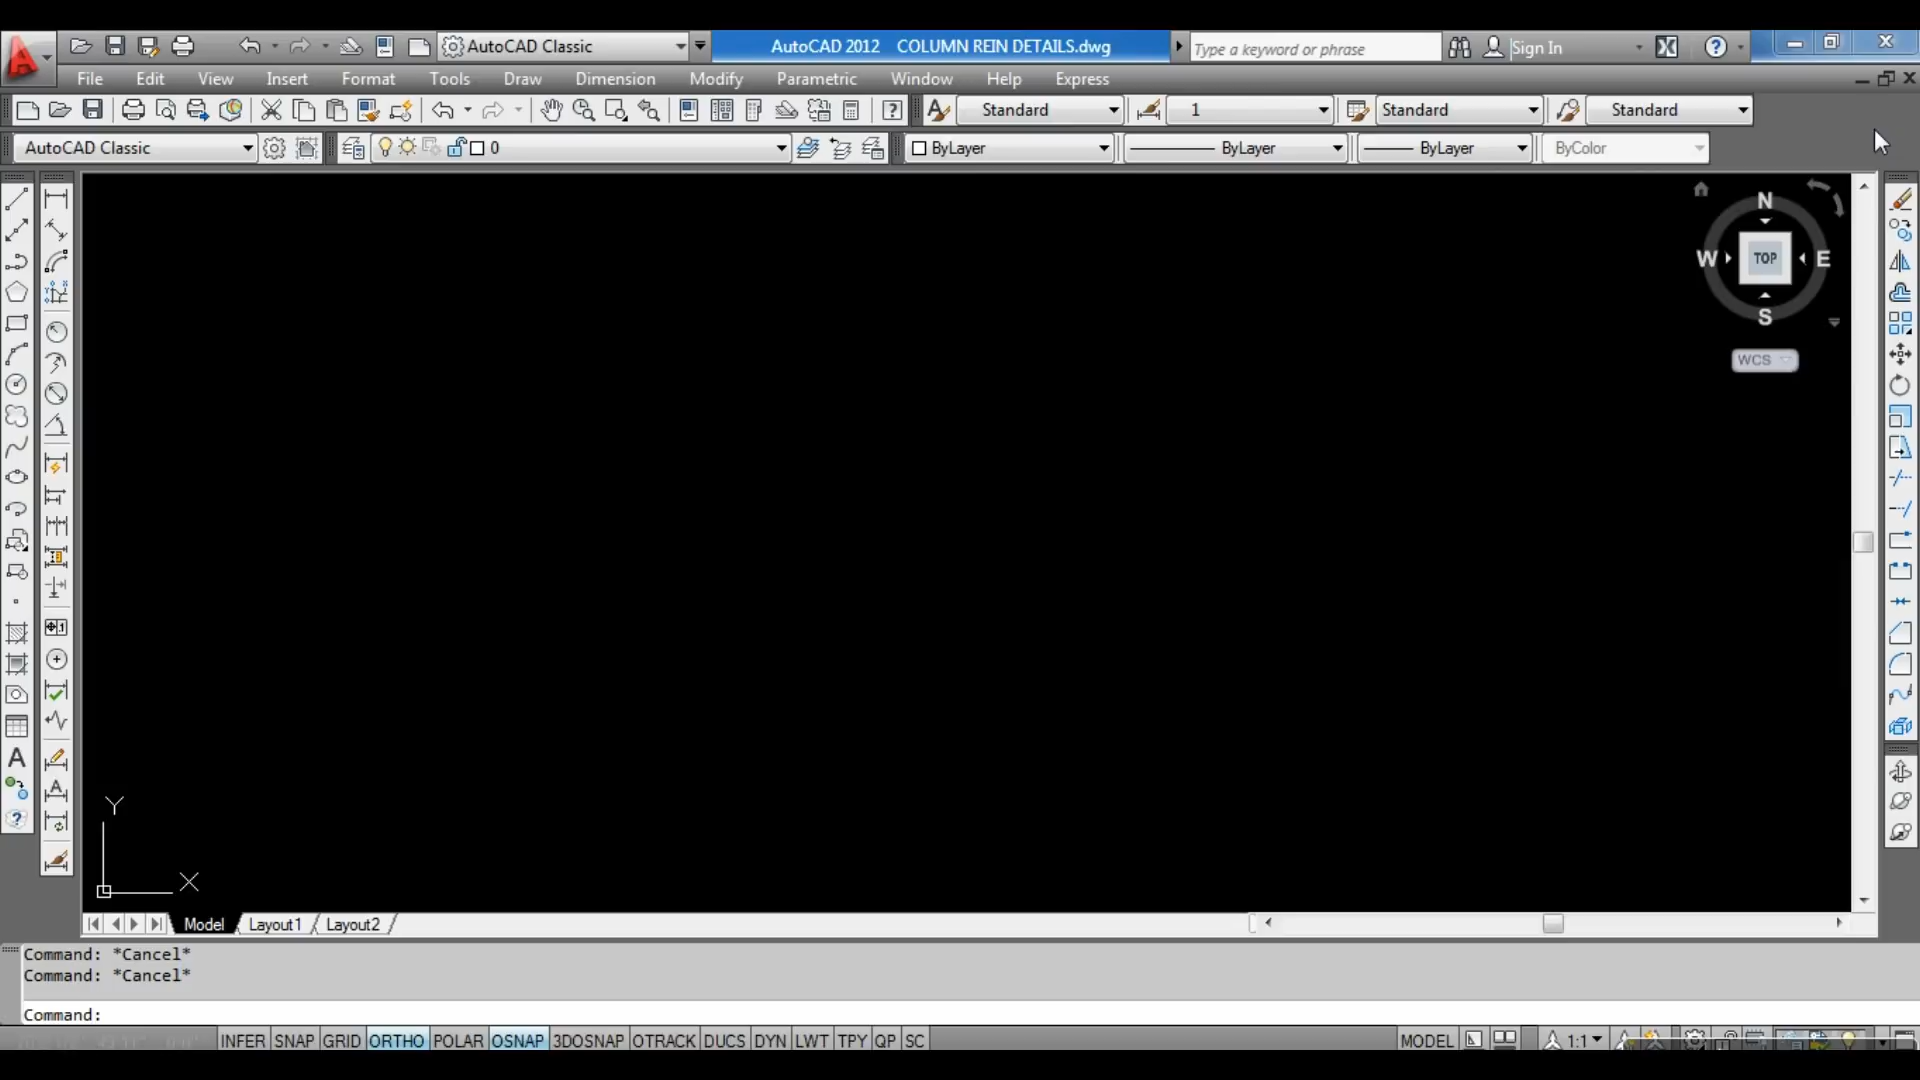 AutoCAD Classic
AutoCAD 2012 COLUMN REIN DETAILS.dwg
Type a keyword or phrase
Sign In
File Edit View Insert Format Tools Draw Dimension Modify Parametric Window Help Express
Standard 1 Standard Standard
AutoCAD Classic 0 ByLayer ByLayer ByLayer ByColor
N
W TOP E
S
WCS
Y
X
Model Layout1 Layout2
Command: *Cancel*
Command: *Cancel*
Command:
INFER SNAP GRID ORTHO POLAR OSNAP 3DOSNAP OTRACK DUCS DYN LWT TPY QP SC MODEL 1:1